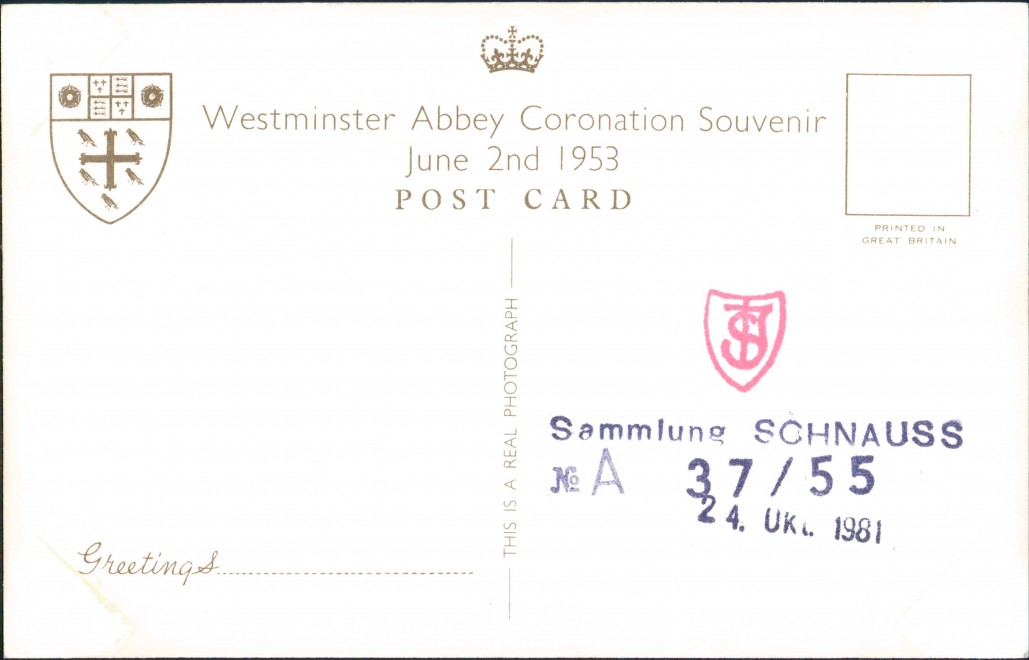 Westminster Abbey Coronation Souvenir
June 2nd 1953
POST CARD
PRINTED IN
GREAT BRITAIN
THIS IS A REAL PHOTOGRAPH
Sammlung SCHNAUSS
No A 37/55
24. OKt. 1981
Greetings